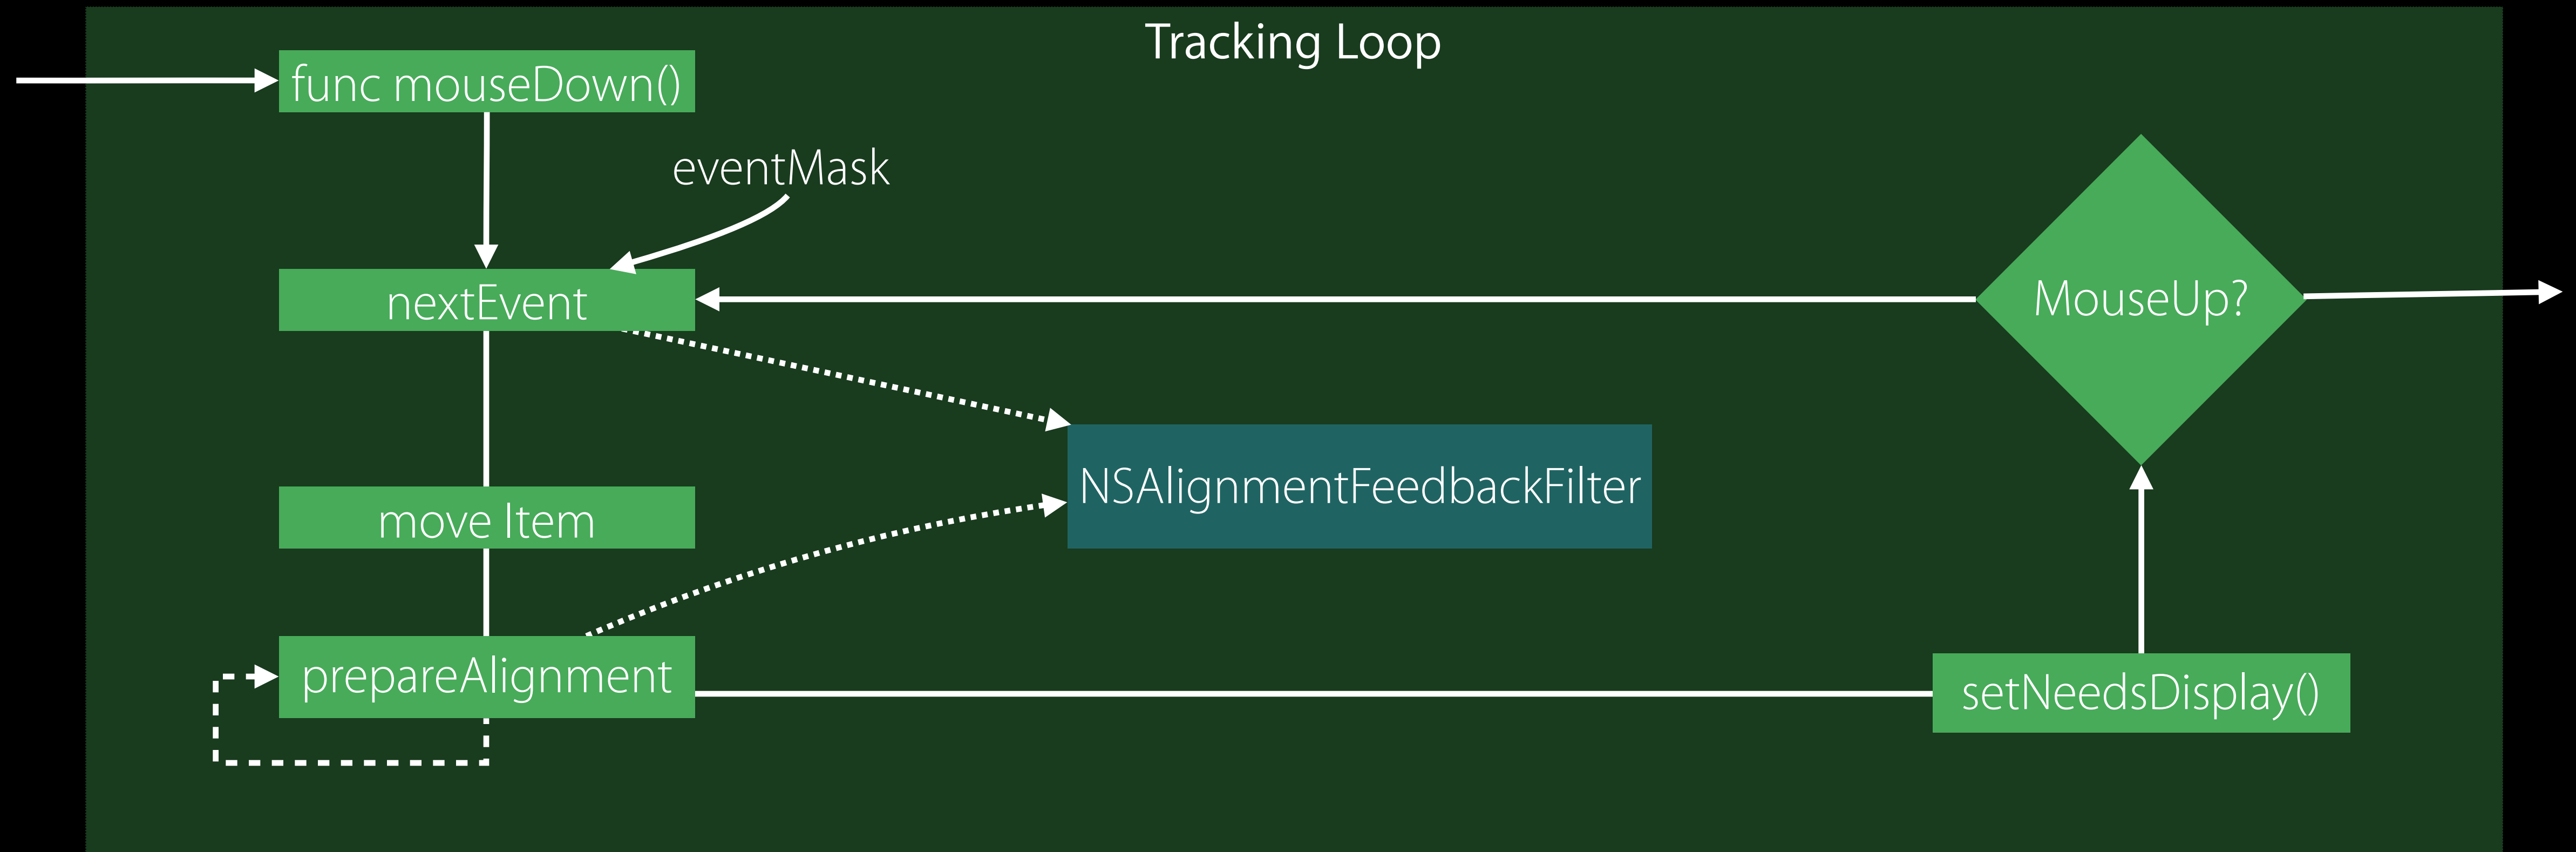 Tracking Loop
func mouseDown()
eventMask
nextEvent
MouseUp?
NSAlignmentFeedbackFilter
move Item
prepareAlignment
setNeedsDisplay()